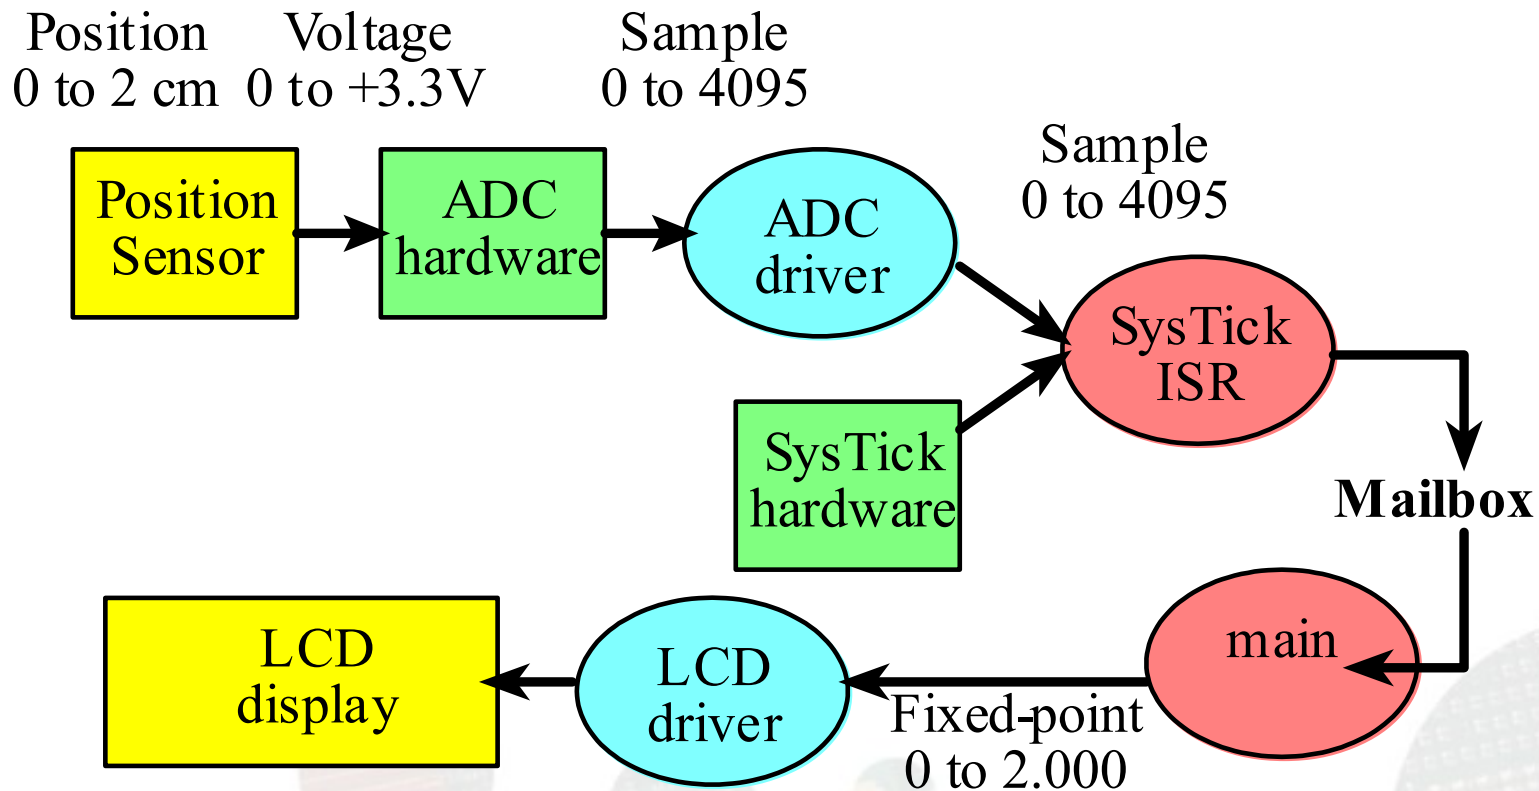 Position
0 to 2 cm
Voltage
0 to +3.3V
Sample
0 to 4095
Sample
0 to 4095
Position
Sensor
ADC
hardware
ADC
driver
SysTick
ISR
SysTick
hardware
Mailbox
main
Fixed-point
0 to 2.000
LCD
driver
LCD
display